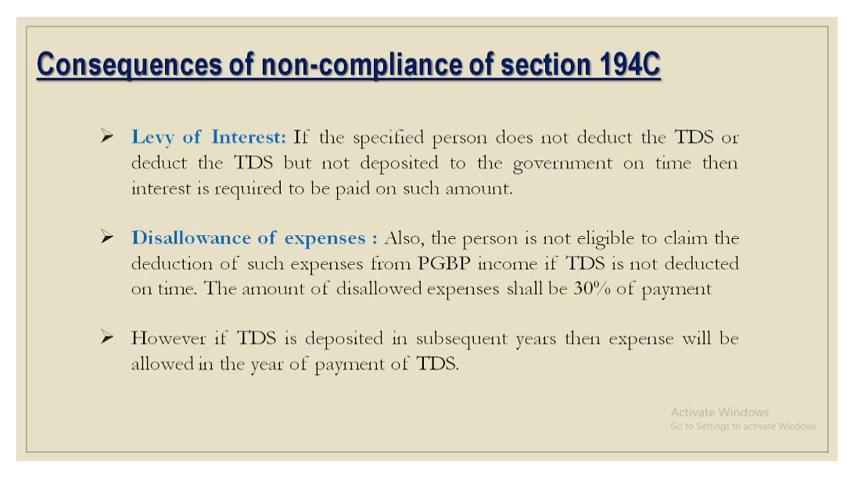 Consequences of non-compliance of section 194C
➢ Levy of Interest: If the specified person does not deduct the TDS or
deduct the TDS but not deposited to the government on time then
interest is required to be paid on such amount.
➢ Disallowance of expenses : Also, the person is not eligible to claim the
deduction of such expenses from PGBP income if TDS is not deducted
on time. The amount of disallowed expenses shall be 30% of payment
➢ However if TDS is deposited in subsequent years then expense will be
allowed in the year of payment of TDS.
Activate Windows
Go to Settings to activate Windows.